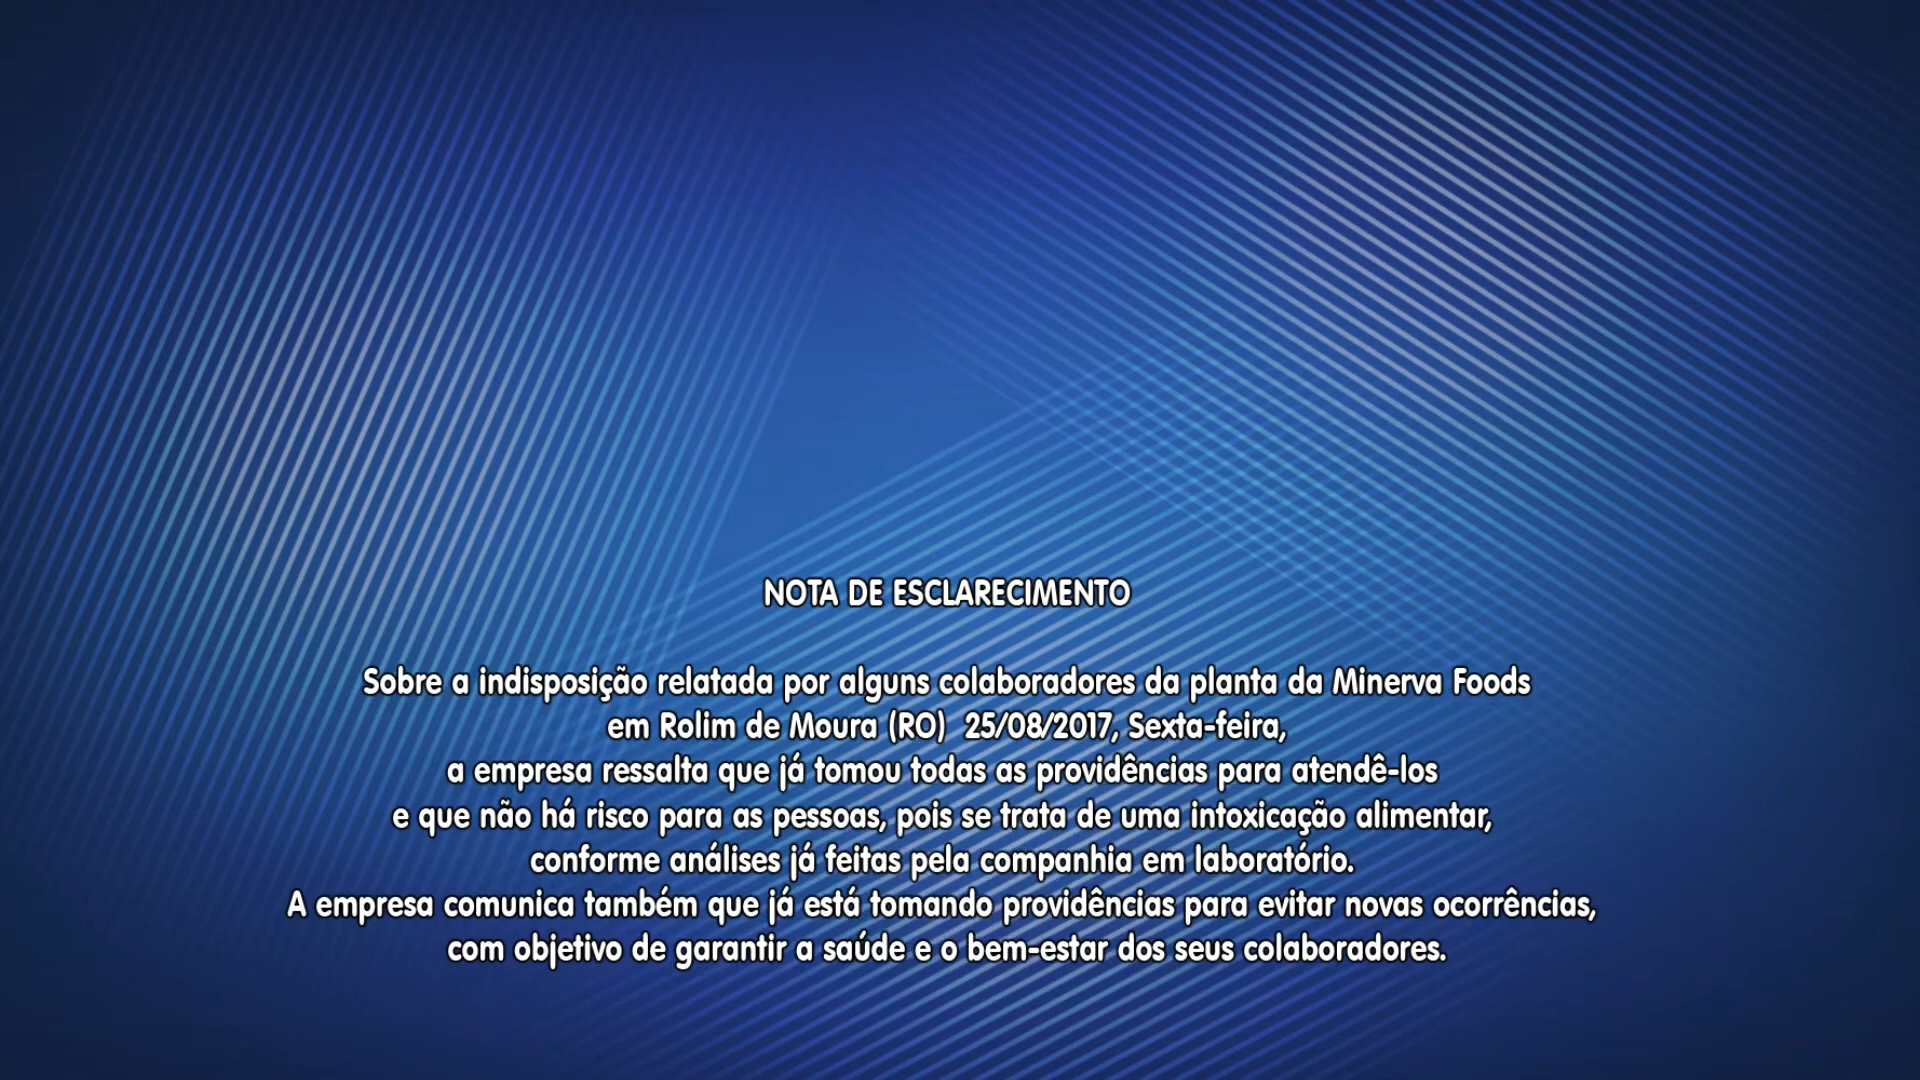 NOTA DE ESCLARECIMENTO
Sobre a indisposição relatada por alguns colaboradores da planta da Minerva Foods
em Rolim de Moura (RO)  25/08/2017, Sexta-feira,
a empresa ressalta que já tomou todas as providências para atendê-los
e que não há risco para as pessoas, pois se trata de uma intoxicação alimentar,
conforme análises já feitas pela companhia em laboratório.
A empresa comunica também que já está tomando providências para evitar novas ocorrências,
com objetivo de garantir a saúde e o bem-estar dos seus colaboradores.